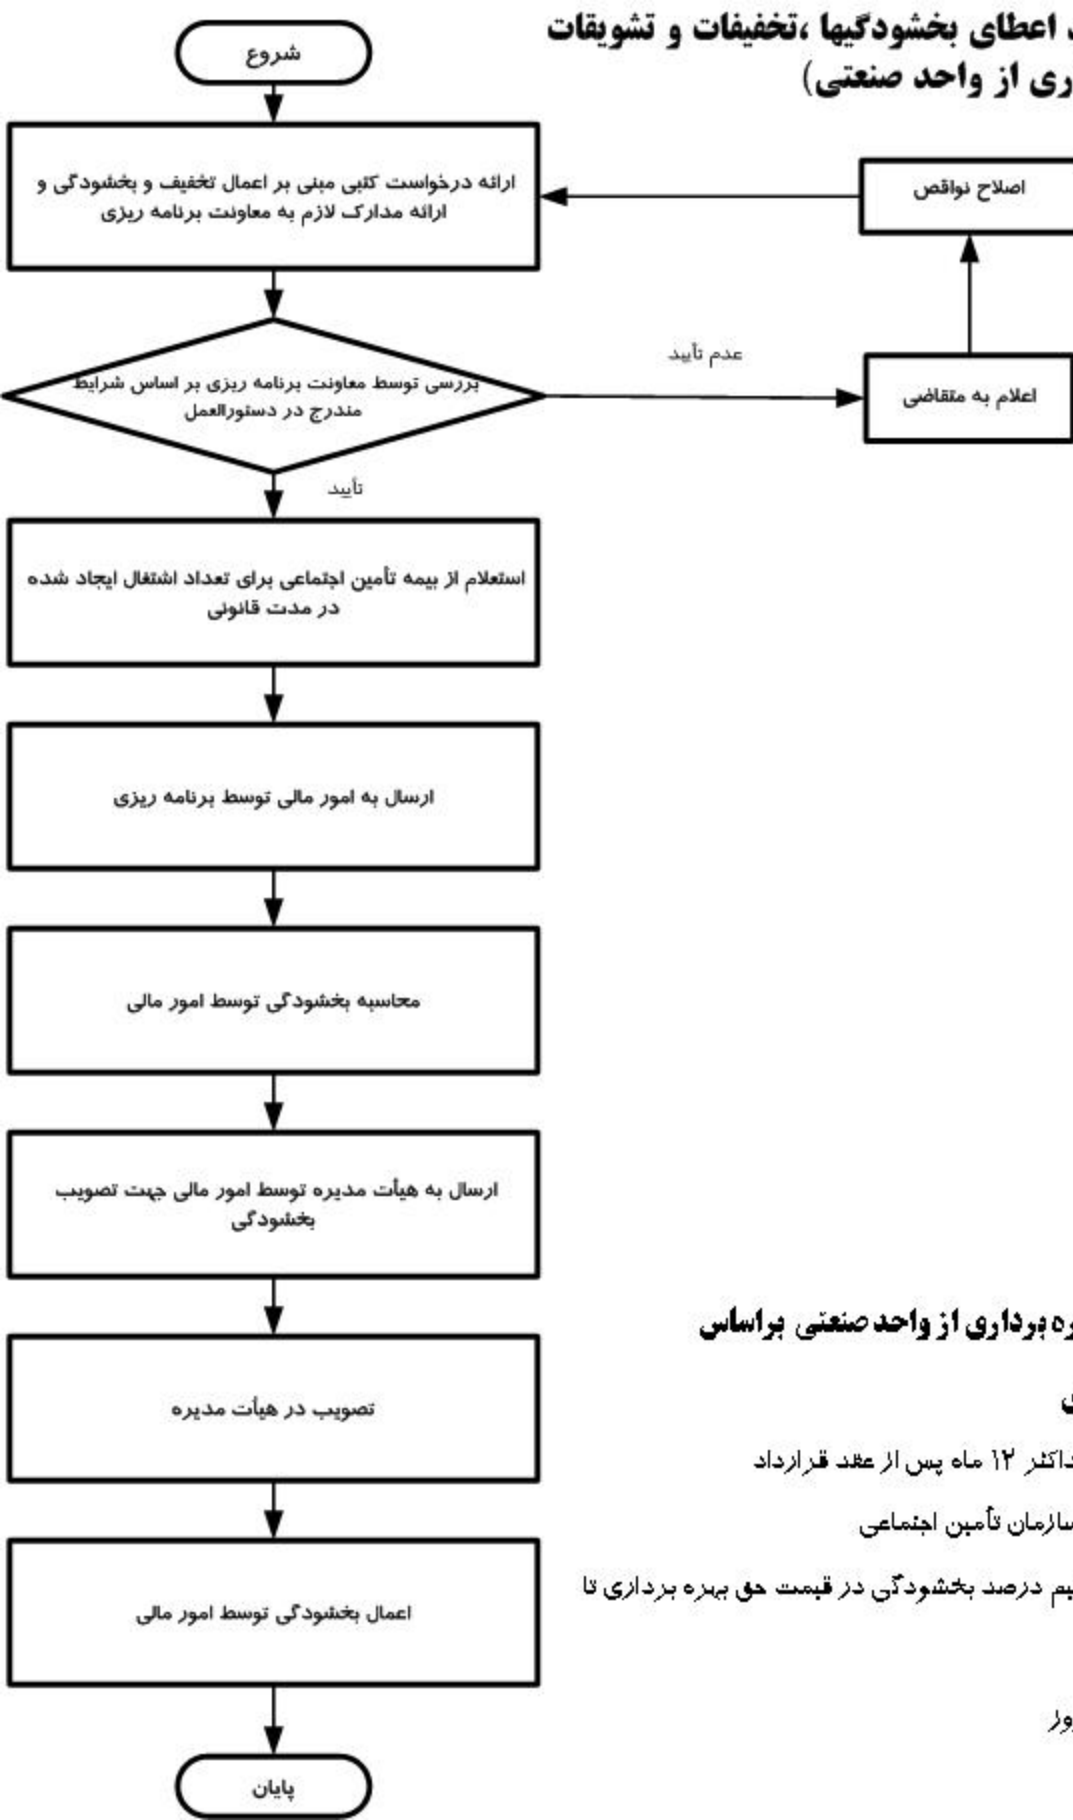 اعطای بخشودگیها ،تخفیفات و تشویقات
از واحد صنعتی)
شروع
ارائه درخواست کتبی مبنی بر اعمال تخفیف و بخشودگی و
ارائه مدارک لازم به معاونت برنامه ریزی
اصلاح نواقص
بررسی توسط معاونت برنامه ریزی بر اساس شرایط
مندرج در دستورالعمل
عدم تأیید
اعلام به متقاضی
تأیید
استعلام از بیمه تأمین اجتماعی برای تعداد اشتغال ایجاد شده
در مدت قانونی
ارسال به امور مالی توسط برنامه ریزی
محاسبه بخشودگی توسط امور مالی
ارسال به هیأت مدیره توسط امور مالی جهت تصویب
بخشودگی
تصویب در هیأت مدیره
اعمال بخشودگی توسط امور مالی
پایان
برداری از واحد صنعتی براساس
۱۲ ماه پس از عقد قرارداد
تأمین اجتماعی
درصد بخشودگی در قیمت حق بهره برداری تا